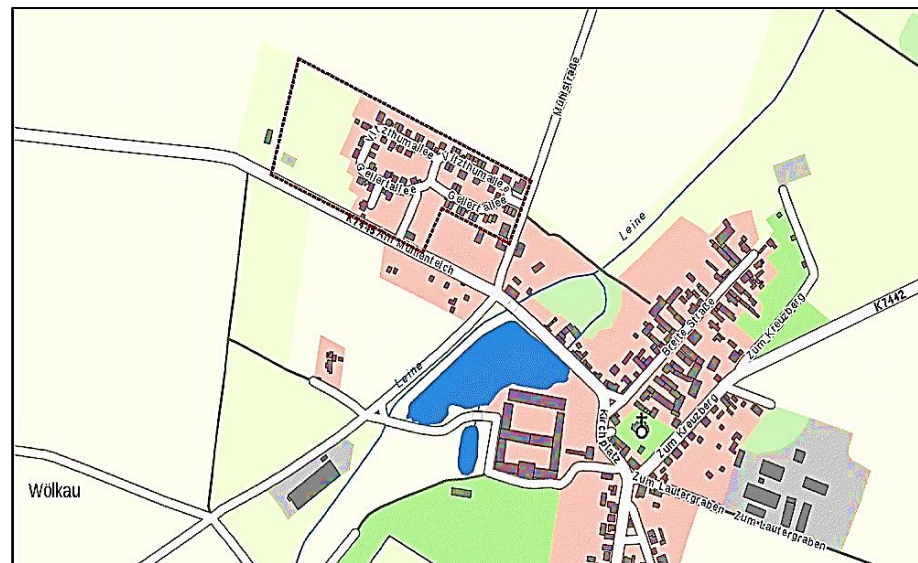 Mühlstraße
Vitzthumallee
Vitzthumallee
Gellertallee
Gellertallee
Leine
K7443 Am Mühlenteich
K7442
Breite Straße
Zum Kreuzberg
Leine
Kirchplatz
Zum Kreuzberg
Wölkau
Zum Lautergraben
Zum Lautergraben